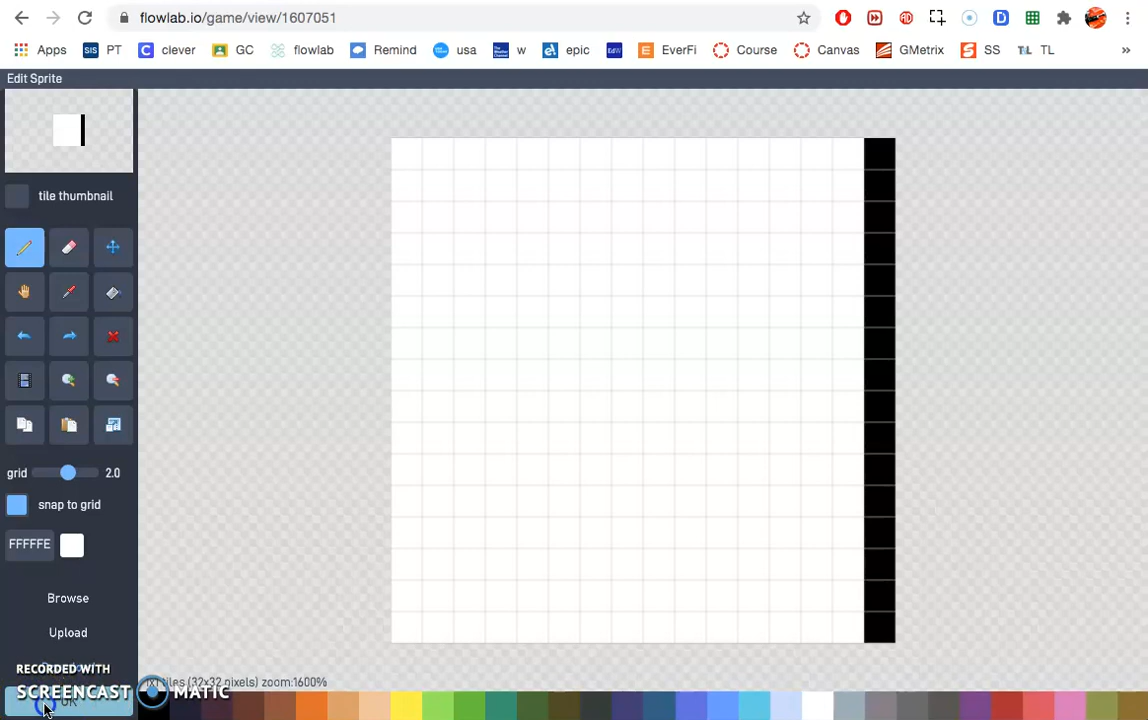 flowlab.io/game/view/1607051
Apps SIS PT clever GC flowlab Remind usa w epic EverFi Course Canvas GMetrix SS TL
Edit Sprite
tile thumbnail
grid 2.0
snap to grid
FFFFFE
Browse
Upload
RECORDED WITH
SCREENCAST MATIC
OK
tiles (32x32 pixels) zoom:1600%